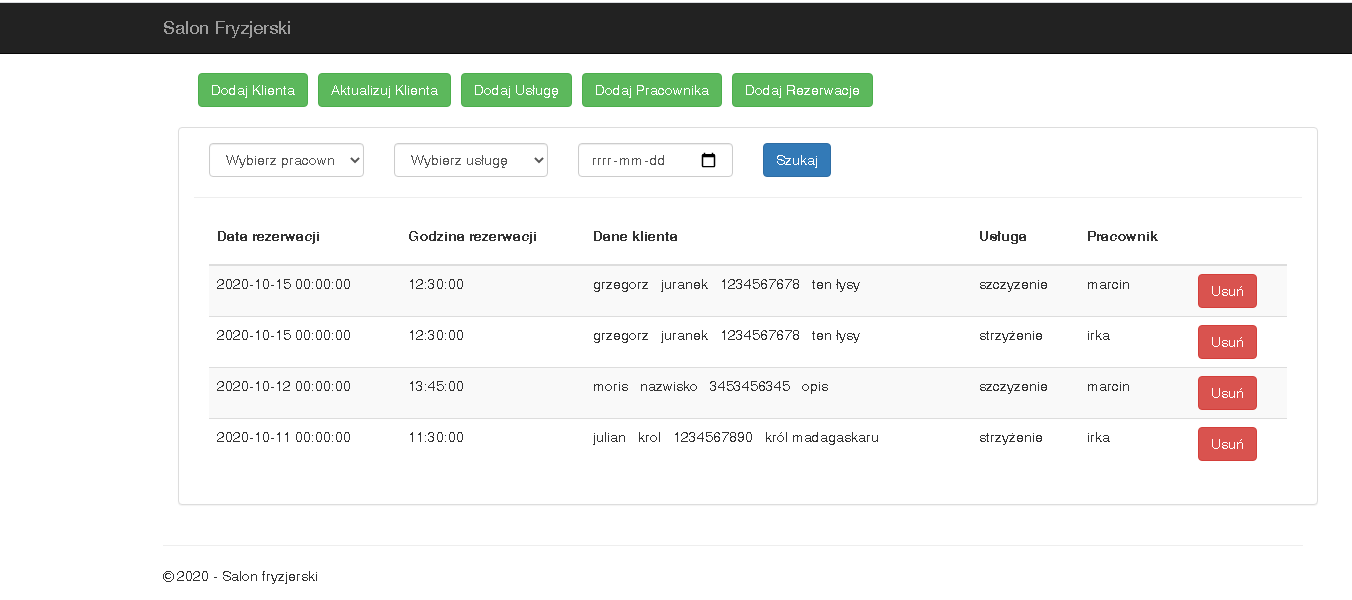 Salon Fryzjerski
Dodaj Klienta Aktualizuj Klienta Dodaj Usługę Dodaj Pracownika Dodaj Rezerwacje
Wybierz pracown Wybierz usługę rrrr-mm-dd Szukaj
Data rezerwacji Godzina rezerwacji Dane klienta Usługa Pracownik
2020-10-15 00:00:00 12:30:00 grzegorz juranek 1234567678 ten łysy szczyzenie marcin Usuń
2020-10-15 00:00:00 12:30:00 grzegorz juranek 1234567678 ten łysy strzyżenie irka Usuń
2020-10-12 00:00:00 13:45:00 moris nazwisko 3453456345 opis szczyzenie marcin Usuń
2020-10-11 00:00:00 11:30:00 julian krol 1234567890 król madagaskaru strzyżenie irka Usuń
© 2020 - Salon fryzjerski